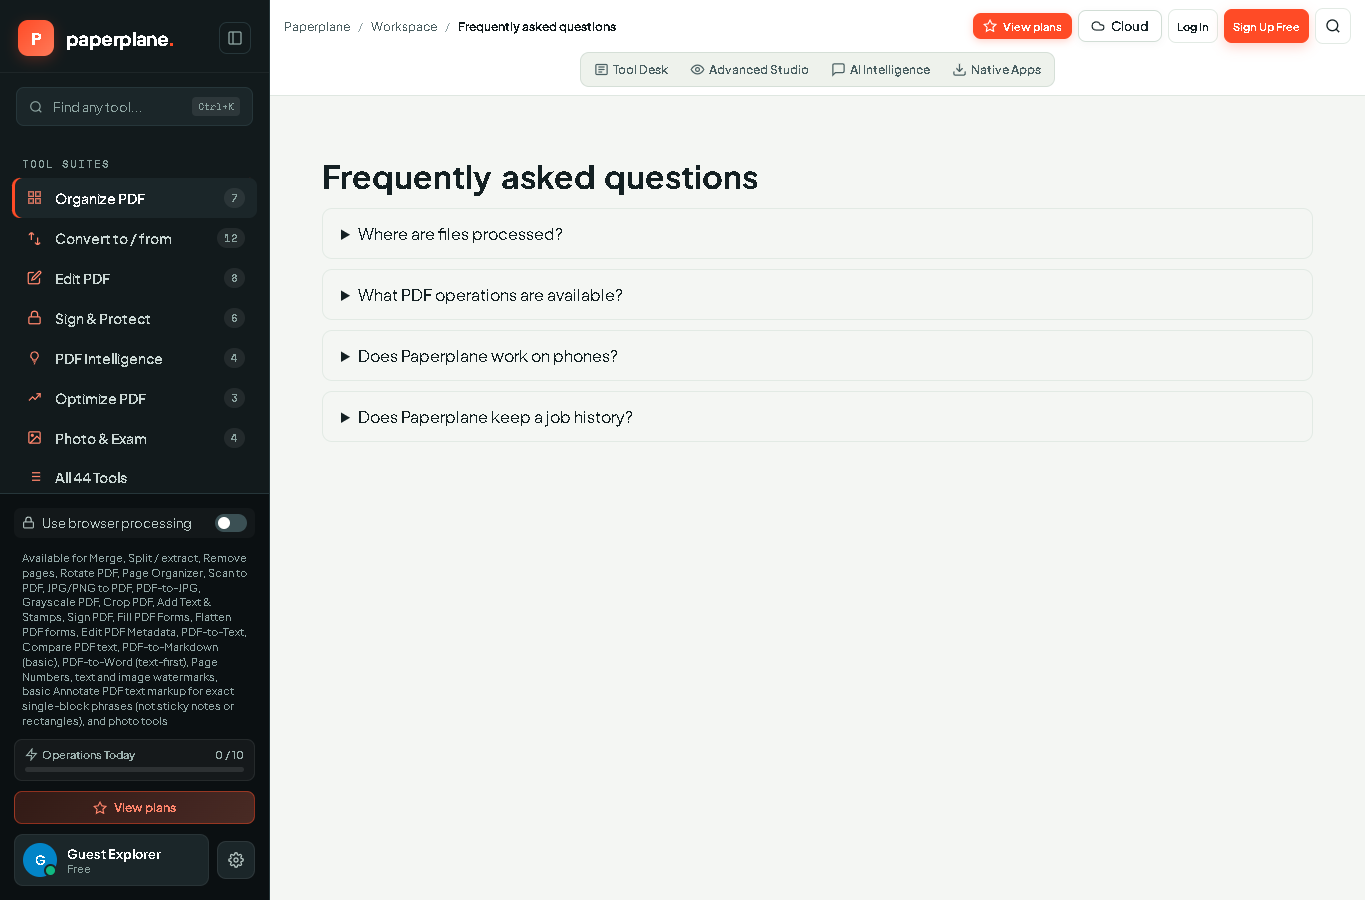 P
paperplane.
Find any tool...
Ctrl+K
TOOL SUITES
Organize PDF
7
Convert to / from
12
Edit PDF
8
Sign & Protect
6
PDF Intelligence
4
Optimize PDF
3
Photo & Exam
4
All 44 Tools
Use browser processing
Available for Merge, Split / extract, Remove
pages, Rotate PDF, Page Organizer, Scan to
PDF, JPG/PNG to PDF, PDF-to-JPG,
Grayscale PDF, Crop PDF, Add Text &
Stamps, Sign PDF, Fill PDF Forms, Flatten
PDF forms, Edit PDF Metadata, PDF-to-Text,
Compare PDF text, PDF-to-Markdown
(basic), PDF-to-Word (text-first), Page
Numbers, text and image watermarks,
basic Annotate PDF text markup for exact
single-block phrases (not sticky notes or
rectangles), and photo tools
Operations Today
0 / 10
View plans
G
Guest Explorer
Free
Paperplane / Workspace / Frequently asked questions
View plans
Cloud
Log In
Sign Up Free
Tool Desk
Advanced Studio
AI Intelligence
Native Apps
Frequently asked questions
Where are files processed?
What PDF operations are available?
Does Paperplane work on phones?
Does Paperplane keep a job history?